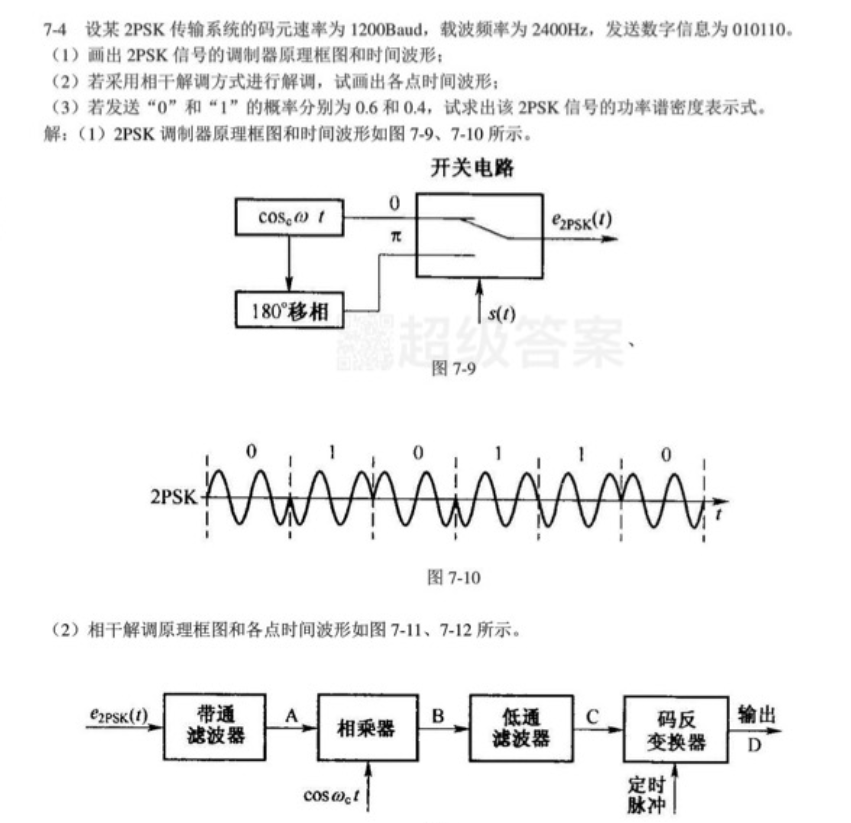 7-4 设某 2PSK 传输系统的码元速率为 1200Baud，载波频率为 2400Hz，发送数字信息为 010110。
（1）画出 2PSK 信号的调制器原理框图和时间波形；
（2）若采用相干解调方式进行解调，试画出各点时间波形；
（3）若发送“0”和“1”的概率分别为 0.6 和 0.4，试求出该 2PSK 信号的功率谱密度表示式。
解：（1）2PSK 调制器原理框图和时间波形如图 7-9、7-10 所示。
开关电路
cos_c ω t
0
π
e_2PSK(t)
180°移相
s(t)
超级答案
、
图 7-9
0 1 0 1 1 0
2PSK
t
图 7-10
（2）相干解调原理框图和各点时间波形如图 7-11、7-12 所示。
e_2PSK(t)
带通
滤波器
A
相乘器
B
低通
滤波器
C
码反
变换器
输出
D
cos ω_c t
定时
脉冲